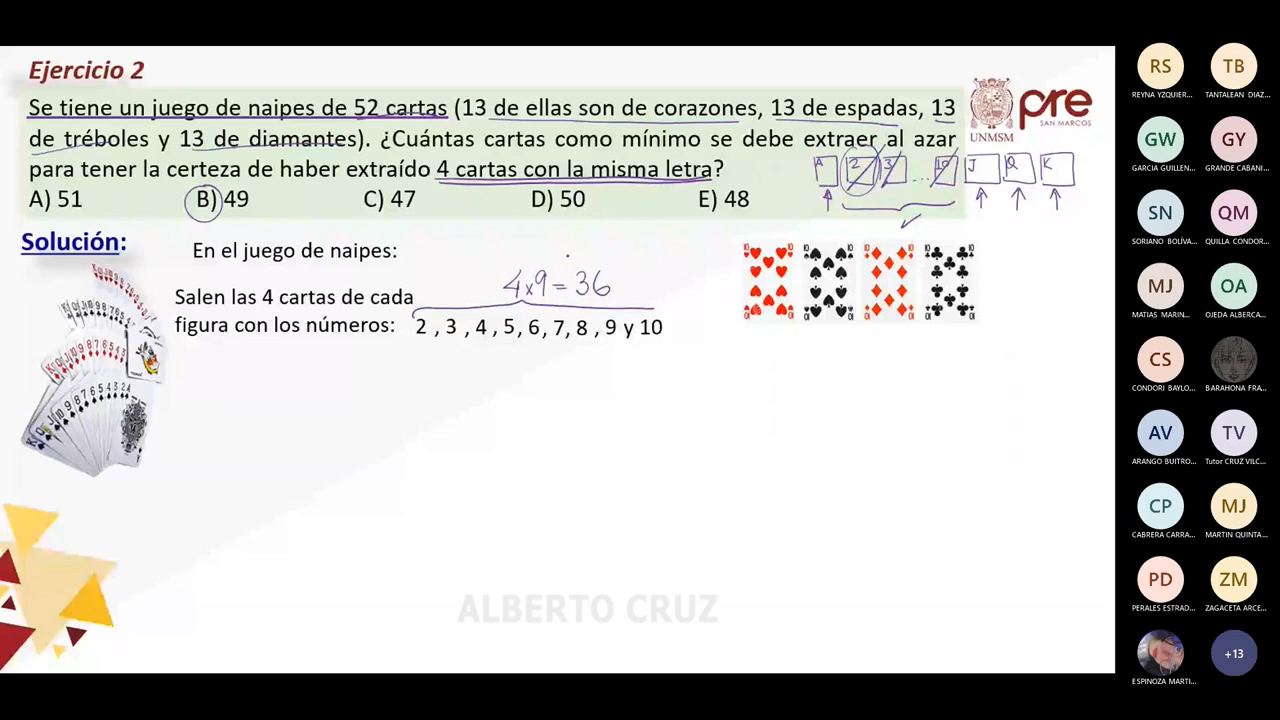 Ejercicio 2
Se tiene un juego de naipes de 52 cartas (13 de ellas son de corazones, 13 de espadas, 13
de tréboles y 13 de diamantes). ¿Cuántas cartas como mínimo se debe extraer al azar
para tener la certeza de haber extraído 4 cartas con la misma letra?
A) 51 B) 49 C) 47 D) 50 E) 48
UNMSM
pre
SAN MARCOS
A 2 3 ... 10 J Q K
Solución:
En el juego de naipes:
4x9=36
Salen las 4 cartas de cada
figura con los números: 2 , 3 , 4 , 5, 6, 7, 8 , 9 y 10
ALBERTO CRUZ
RS TB
REYNA YZQUIER... TANTALEAN DIAZ...
GW GY
GARCIA GUILLEN... GRANDE CABANI...
SN QM
SORIANO BOLÍVA... QUILLA CONDOR...
MJ OA
MATIAS MARIN... OJEDA ALBERCA...
CS
CONDORI BAYLO... BARAHONA FRA...
AV TV
ARANGO BUITRO... Tutor CRUZ VILC...
CP MJ
CABRERA CARRA... MARTIN QUINTA...
PD ZM
PERALES ESTRAD... ZAGACETA ARCE...
+13
ESPINOZA MARTI...